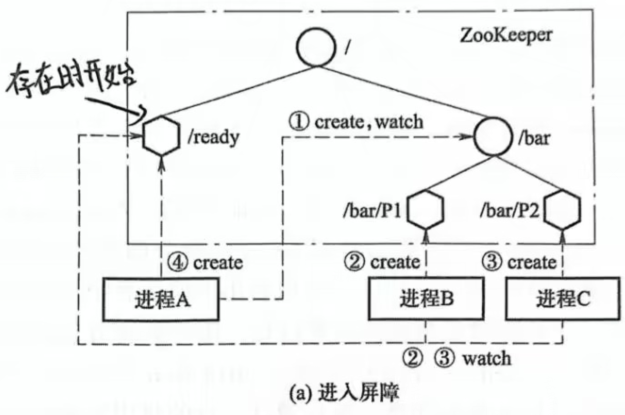 ZooKeeper
/
存在时开始
① create, watch
/ready
/bar
/bar/P1
/bar/P2
④ create
② create
③ create
进程A
进程B
进程C
② ③ watch
(a) 进入屏障